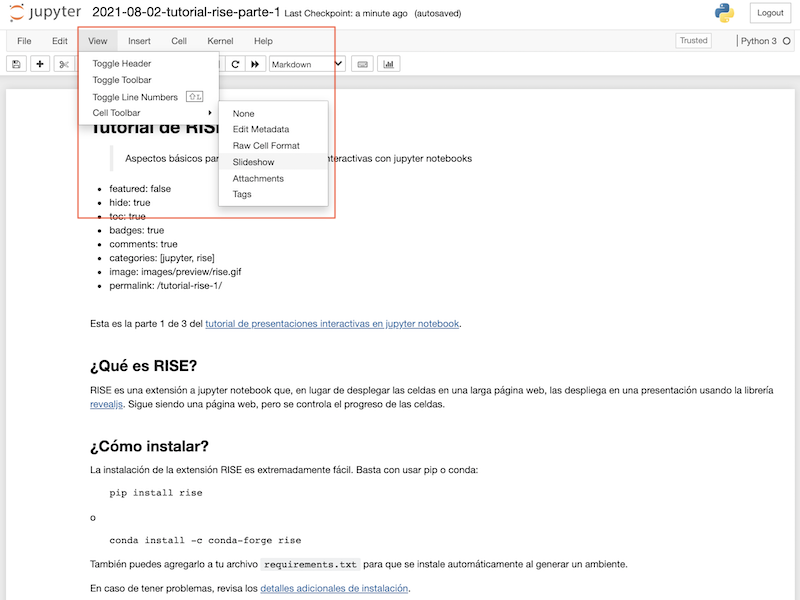 jupyter 2021-08-02-tutorial-rise-parte-1 Last Checkpoint: a minute ago (autosaved)
Logout
File Edit View Insert Cell Kernel Help
Trusted
Python 3
Markdown
Toggle Header
Toggle Toolbar
Toggle Line Numbers
Cell Toolbar
None
Edit Metadata
Raw Cell Format
Slideshow
Attachments
Tags
Tutorial de RISE
Aspectos básicos par interactivas con jupyter notebooks
featured: false
hide: true
toc: true
badges: true
comments: true
categories: [jupyter, rise]
image: images/preview/rise.gif
permalink: /tutorial-rise-1/
Esta es la parte 1 de 3 del tutorial de presentaciones interactivas en jupyter notebook.
¿Qué es RISE?
RISE es una extensión a jupyter notebook que, en lugar de desplegar las celdas en una larga página web, las despliega en una presentación usando la librería
revealjs. Sigue siendo una página web, pero se controla el progreso de las celdas.
¿Cómo instalar?
La instalación de la extensión RISE es extremadamente fácil. Basta con usar pip o conda:
pip install rise
o
conda install -c conda-forge rise
También puedes agregarlo a tu archivo requirements.txt para que se instale automáticamente al generar un ambiente.
En caso de tener problemas, revisa los detalles adicionales de instalación.